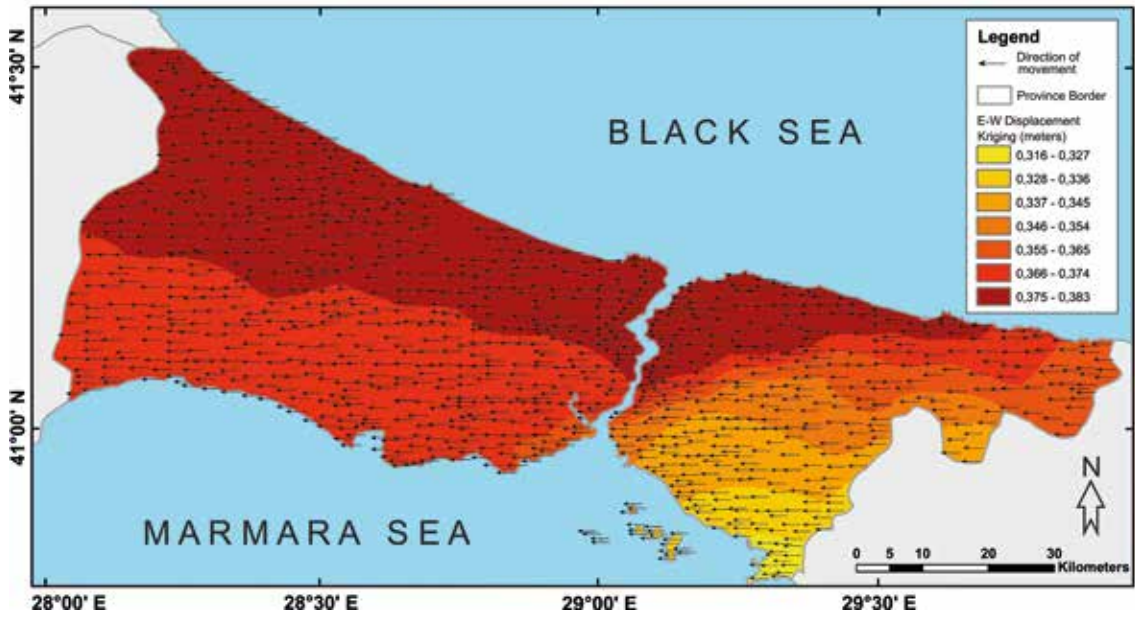 41°30' N
41°00' N
BLACK SEA
MARMARA SEA
Legend
Direction of
movement
Province Border
E-W Displacement
Kriging (meters)
0,316 - 0,327
0,328 - 0,336
0,337 - 0,345
0,346 - 0,354
0,355 - 0,365
0,366 - 0,374
0,375 - 0,383
N
0 5 10 20 30
Kilometers
28°00' E 28°30' E 29°00' E 29°30' E